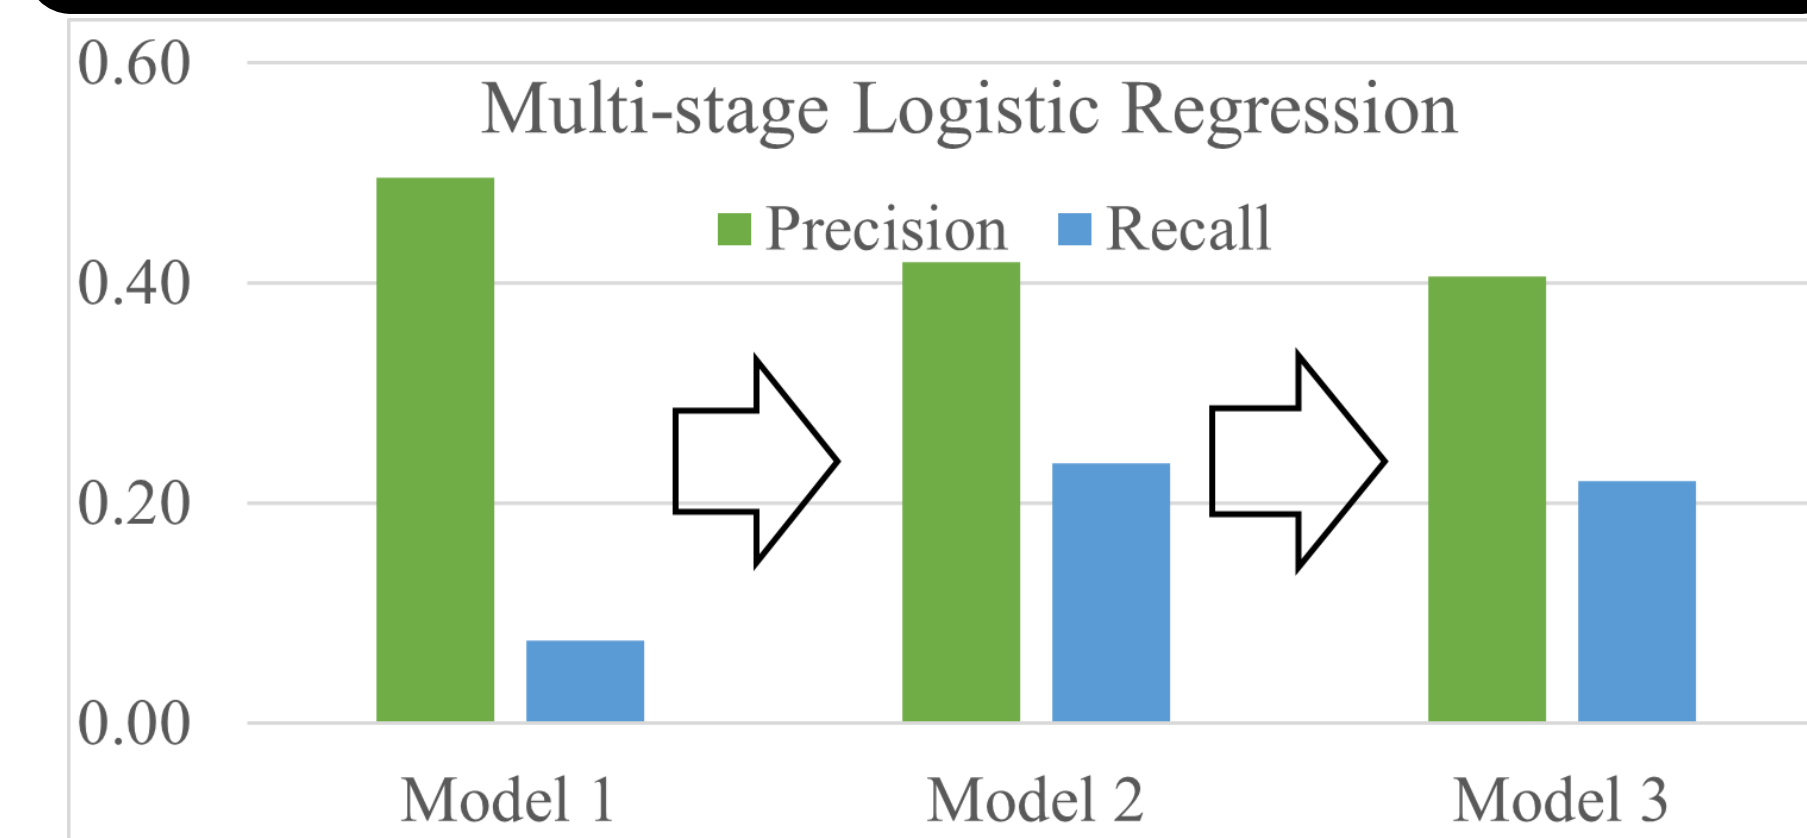 0.60
Multi-stage Logistic Regression
Precision Recall
0.40
0.20
0.00
Model 1 Model 2 Model 3